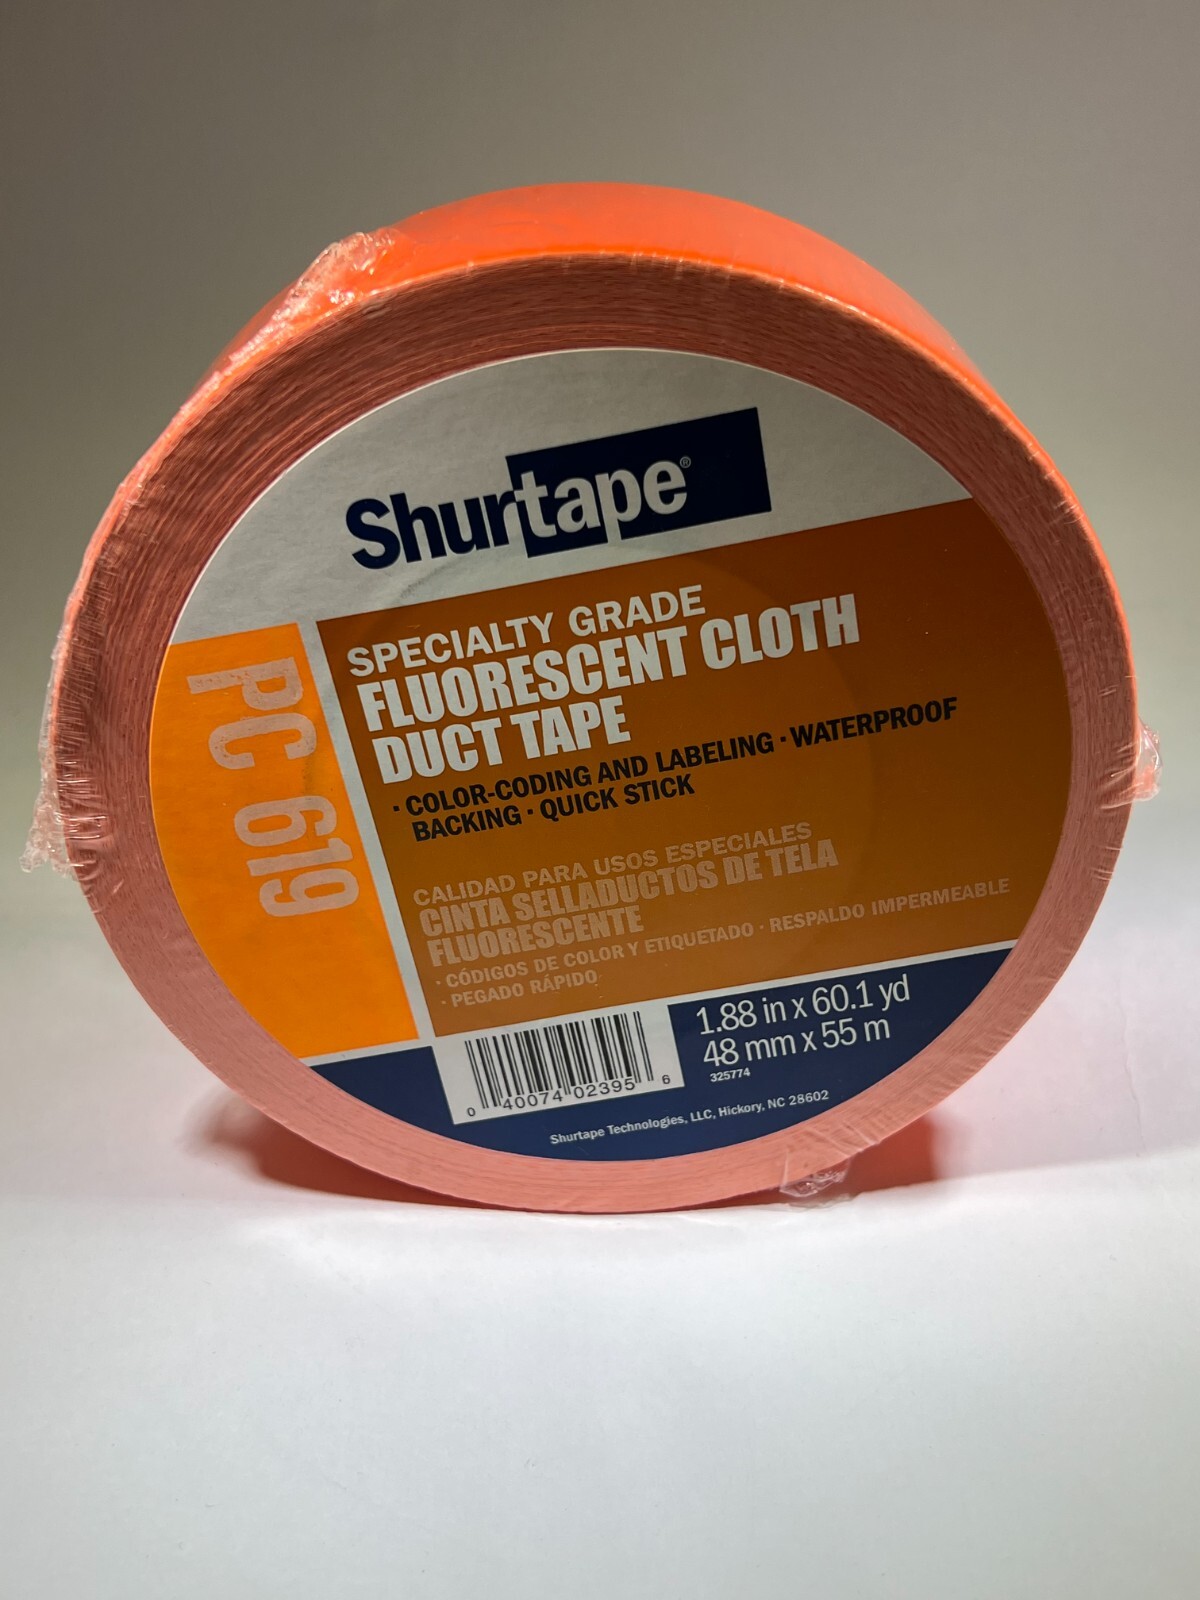 Shurtape®
SPECIALTY GRADE
FLUORESCENT CLOTH
DUCT TAPE
· COLOR-CODING AND LABELING · WATERPROOF
BACKING · QUICK STICK
CALIDAD PARA USOS ESPECIALES
CINTA SELLADUCTOS DE TELA
FLUORESCENTE
· CÓDIGOS DE COLOR Y ETIQUETADO · RESPALDO IMPERMEABLE
· PEGADO RÁPIDO
PC 619
1.88 in x 60.1 yd
48 mm x 55 m
325774
0 40074 02395 6
Shurtape Technologies, LLC, Hickory, NC 28602